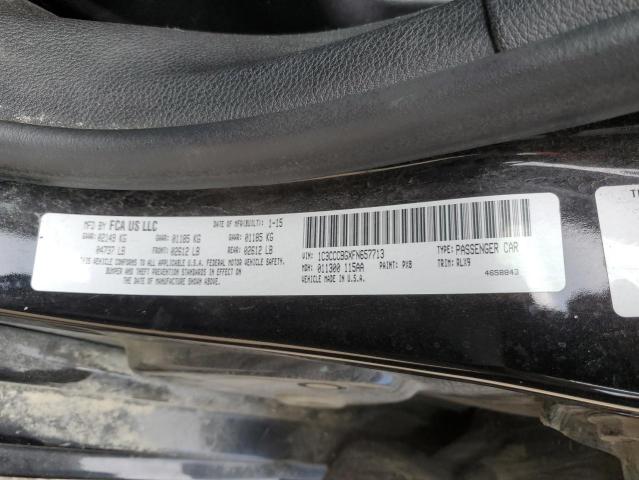 MFD BY FCA US LLC
DATE OF MFR(BUILT): 1-15
GVWR: 02149 KG GAWR: 01185 KG GAWR: 01185 KG
04737 LB FRONT: 02612 LB REAR: 02612 LB
THIS VEHICLE CONFORMS TO ALL APPLICABLE U.S.A. FEDERAL MOTOR VEHICLE SAFETY,
BUMPER AND THEFT PREVENTION STANDARDS IN EFFECT ON
THE DATE OF MANUFACTURE SHOWN ABOVE.
VIN: 1C3CCCBGXFN657713
TYPE: PASSENGER CAR
MDH: 011300 115AA PAINT: PXB TRIM: RLX9
VEHICLE MADE IN U.S.A. 4658843